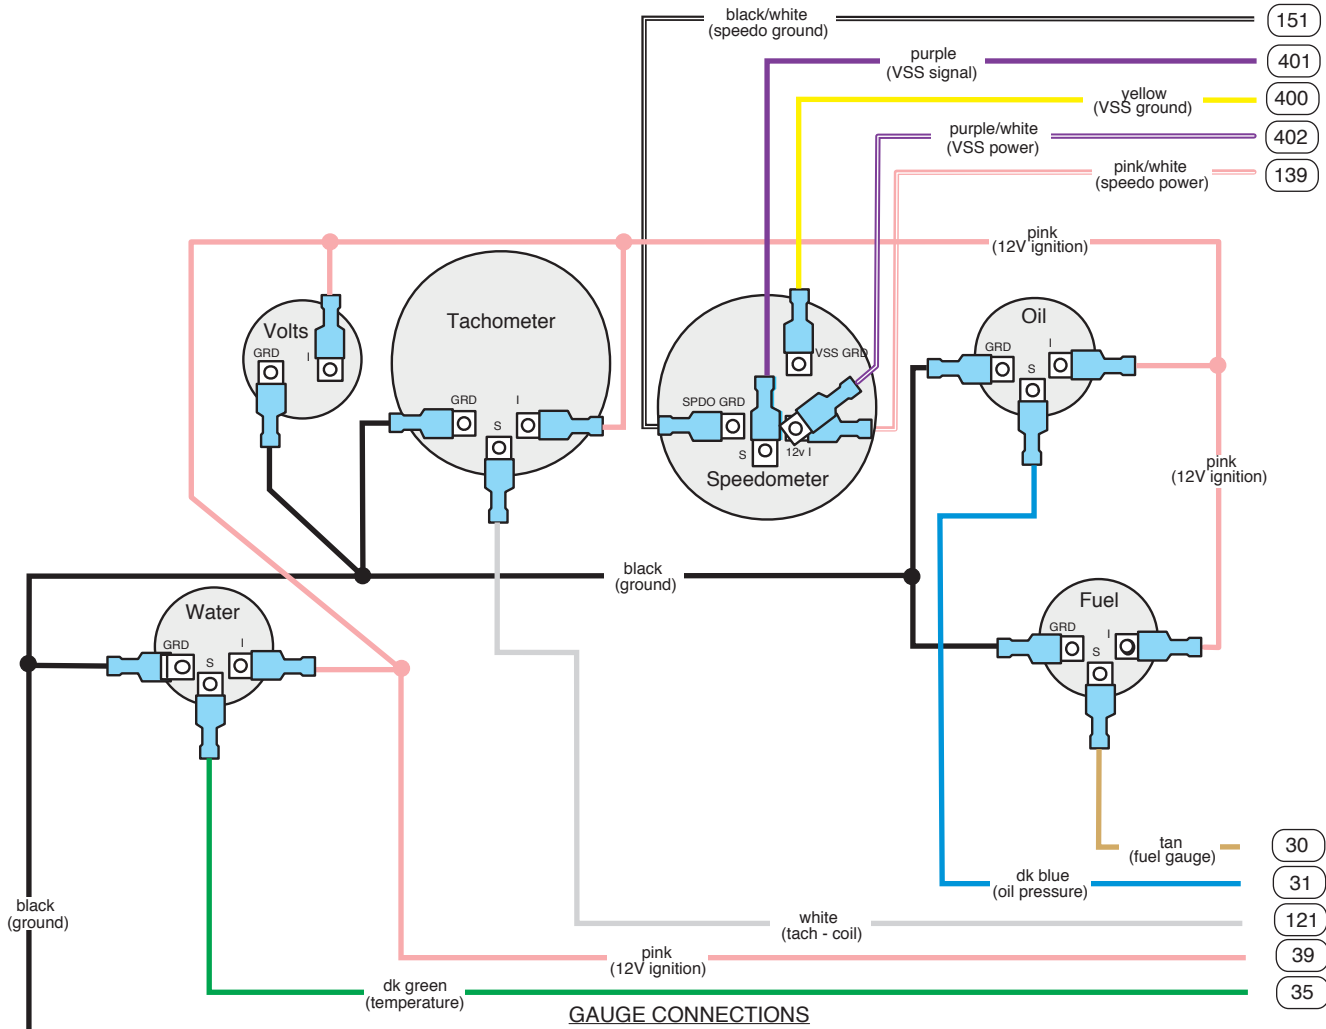 black/white
(speedo ground)
151
purple
(VSS signal)
401
yellow
(VSS ground)
400
purple/white
(VSS power)
402
pink/white
(speedo power)
139
pink
(12V ignition)
Volts
GRD
I
Tachometer
GRD
S
I
VSS GRD
SPDO GRD
S
12v I
Speedometer
Oil
GRD
S
I
pink
(12V ignition)
black
(ground)
Water
GRD
S
I
Fuel
GRD
S
I
tan
(fuel gauge)
30
dk blue
(oil pressure)
31
black
(ground)
white
(tach - coil)
121
pink
(12V ignition)
39
dk green
(temperature)
35
GAUGE CONNECTIONS